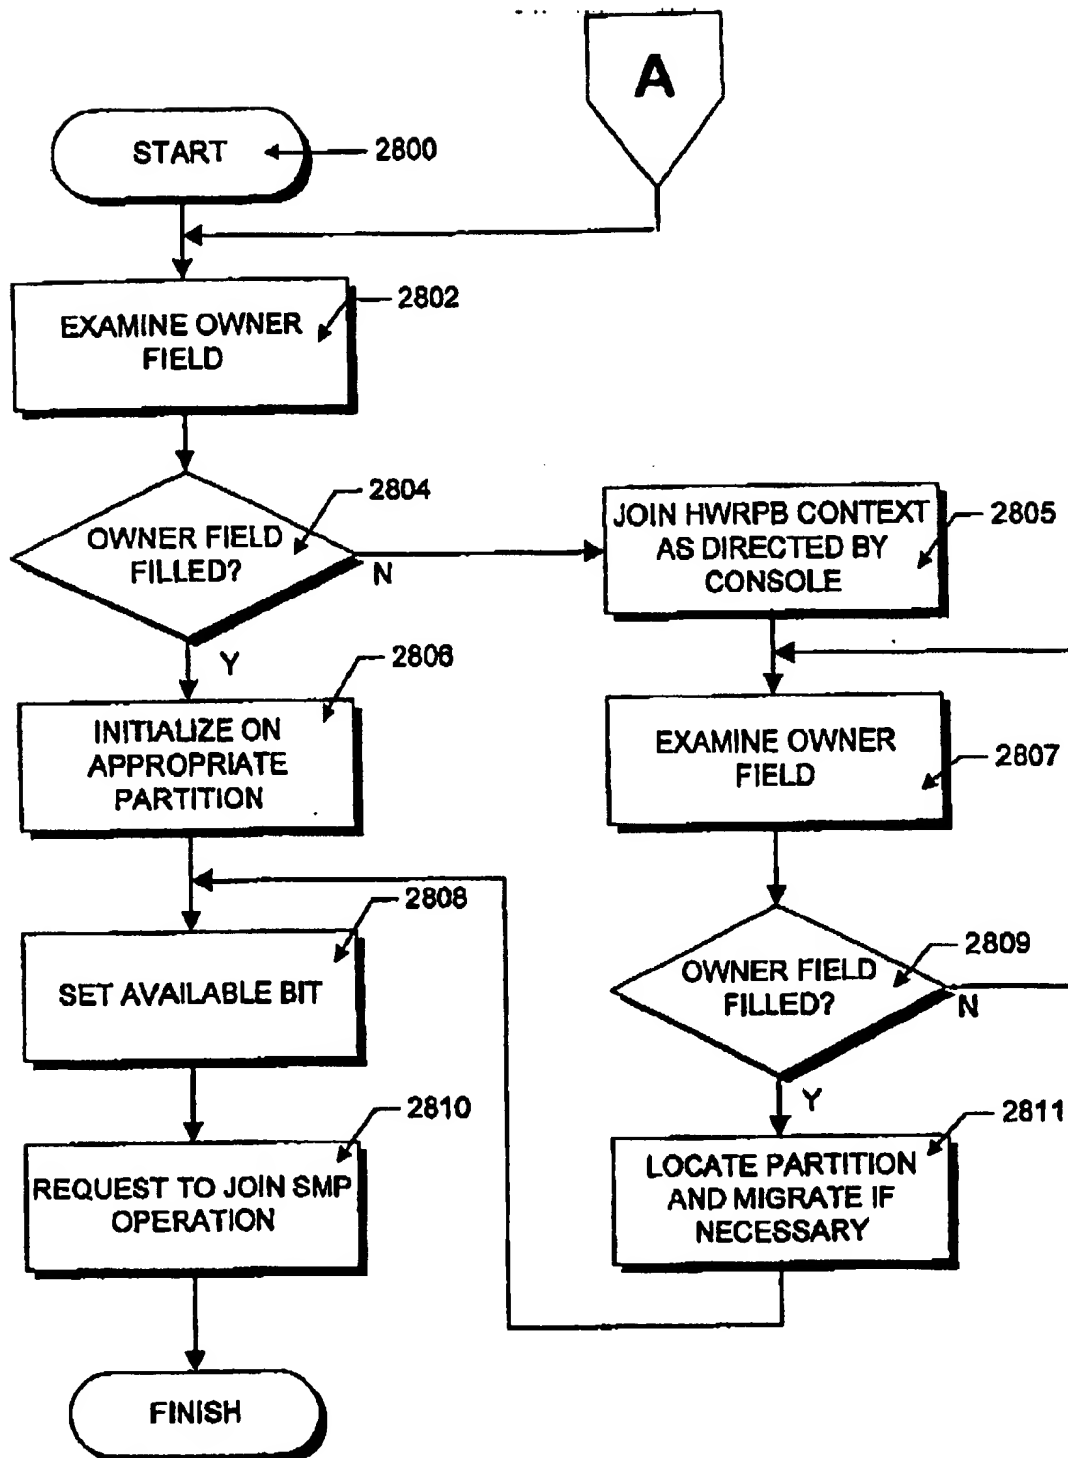 A
START
2800
2802
EXAMINE OWNER
FIELD
2804
OWNER FIELD
FILLED?
N
Y
JOIN HWRPB CONTEXT
AS DIRECTED BY
CONSOLE
2805
2806
INITIALIZE ON
APPROPRIATE
PARTITION
EXAMINE OWNER
FIELD
2807
2808
SET AVAILABLE BIT
OWNER FIELD
FILLED?
2809
N
Y
2810
REQUEST TO JOIN SMP
OPERATION
2811
LOCATE PARTITION
AND MIGRATE IF
NECESSARY
FINISH